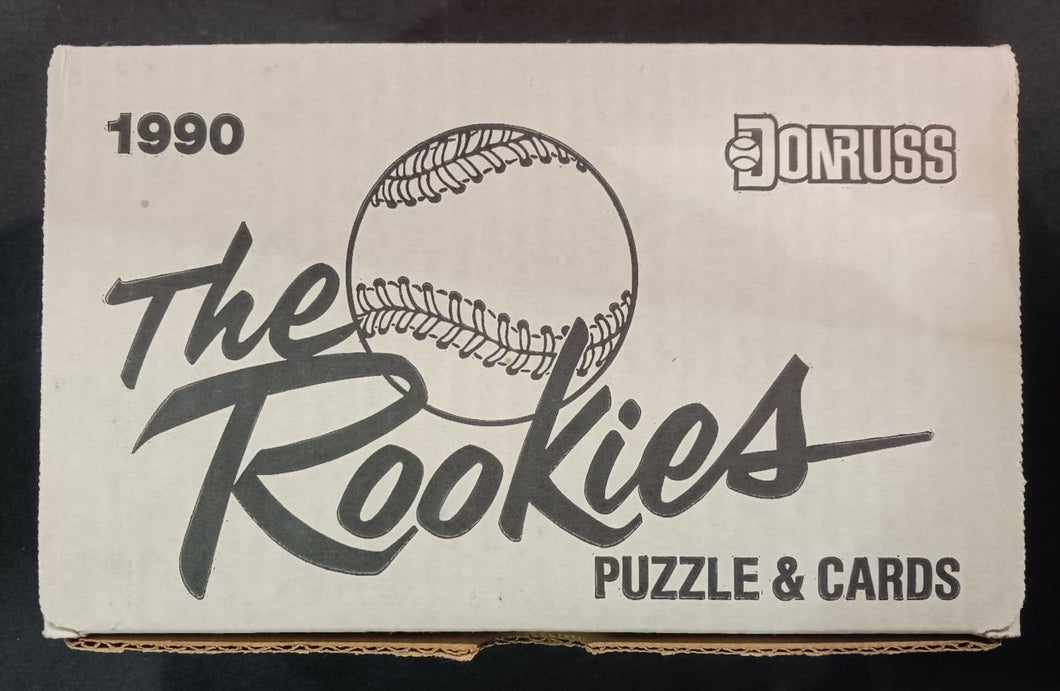 1990
DONRUSS
The
Rookies
PUZZLE & CARDS